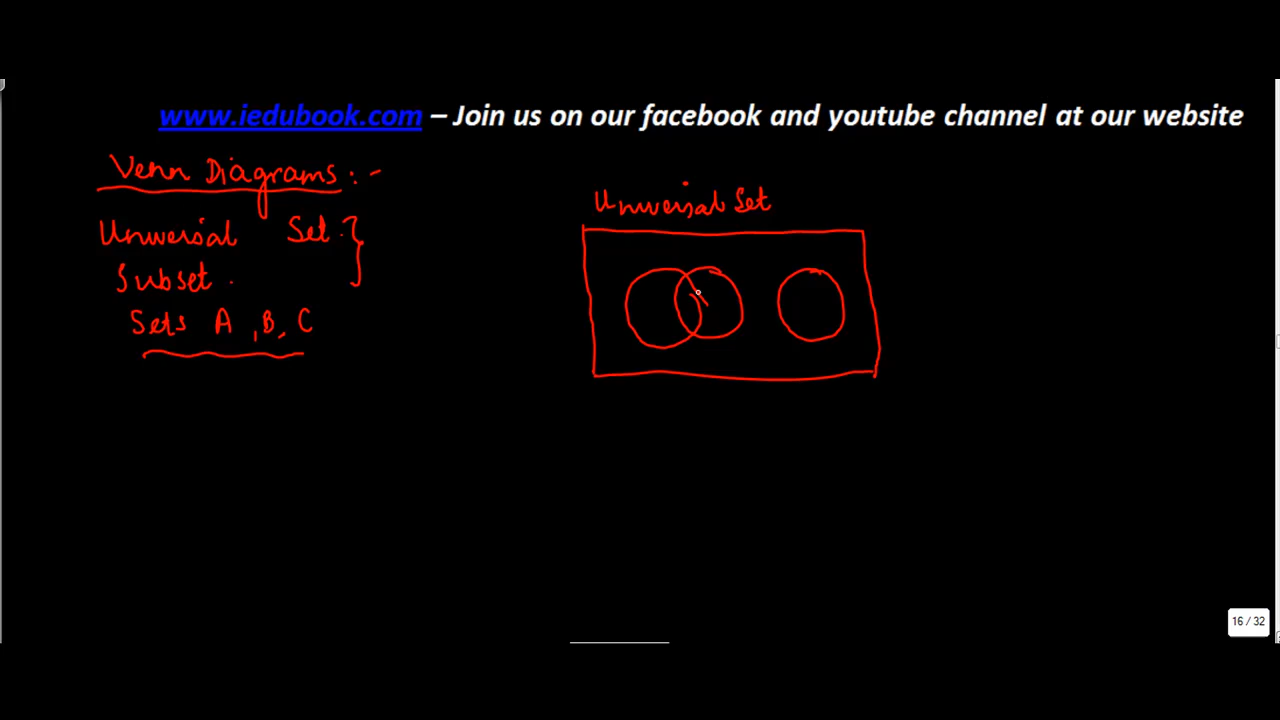 www.iedubook.com – Join us on our facebook and youtube channel at our website
Venn Diagrams :-
Universal Set
Subset.
Sets A, B, C
Universal Set
16 / 32